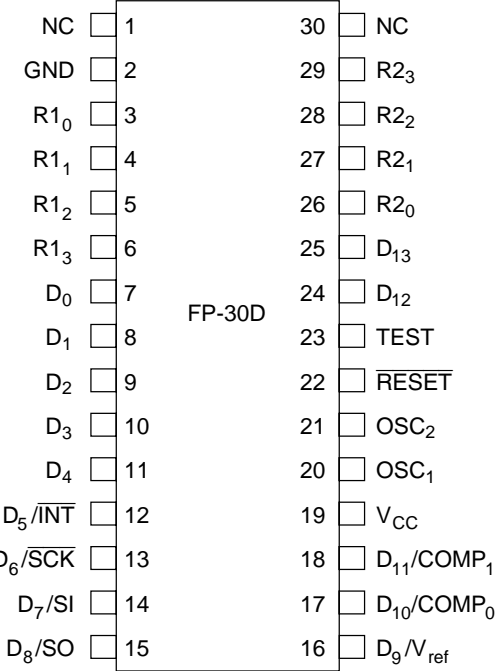 NC 1 30 NC
GND 2 29 R2₃
R1₀ 3 28 R2₂
R1₁ 4 27 R2₁
R1₂ 5 26 R2₀
R1₃ 6 25 D₁₃
D₀ 7 24 D₁₂
FP-30D
D₁ 8 23 TEST
D₂ 9 22 R̅E̅S̅E̅T̅
D₃ 10 21 OSC₂
D₄ 11 20 OSC₁
D₅/I̅N̅T̅ 12 19 V_CC
D₆/S̅C̅K̅ 13 18 D₁₁/COMP₁
D₇/SI 14 17 D₁₀/COMP₀
D₈/SO 15 16 D₉/V_ref